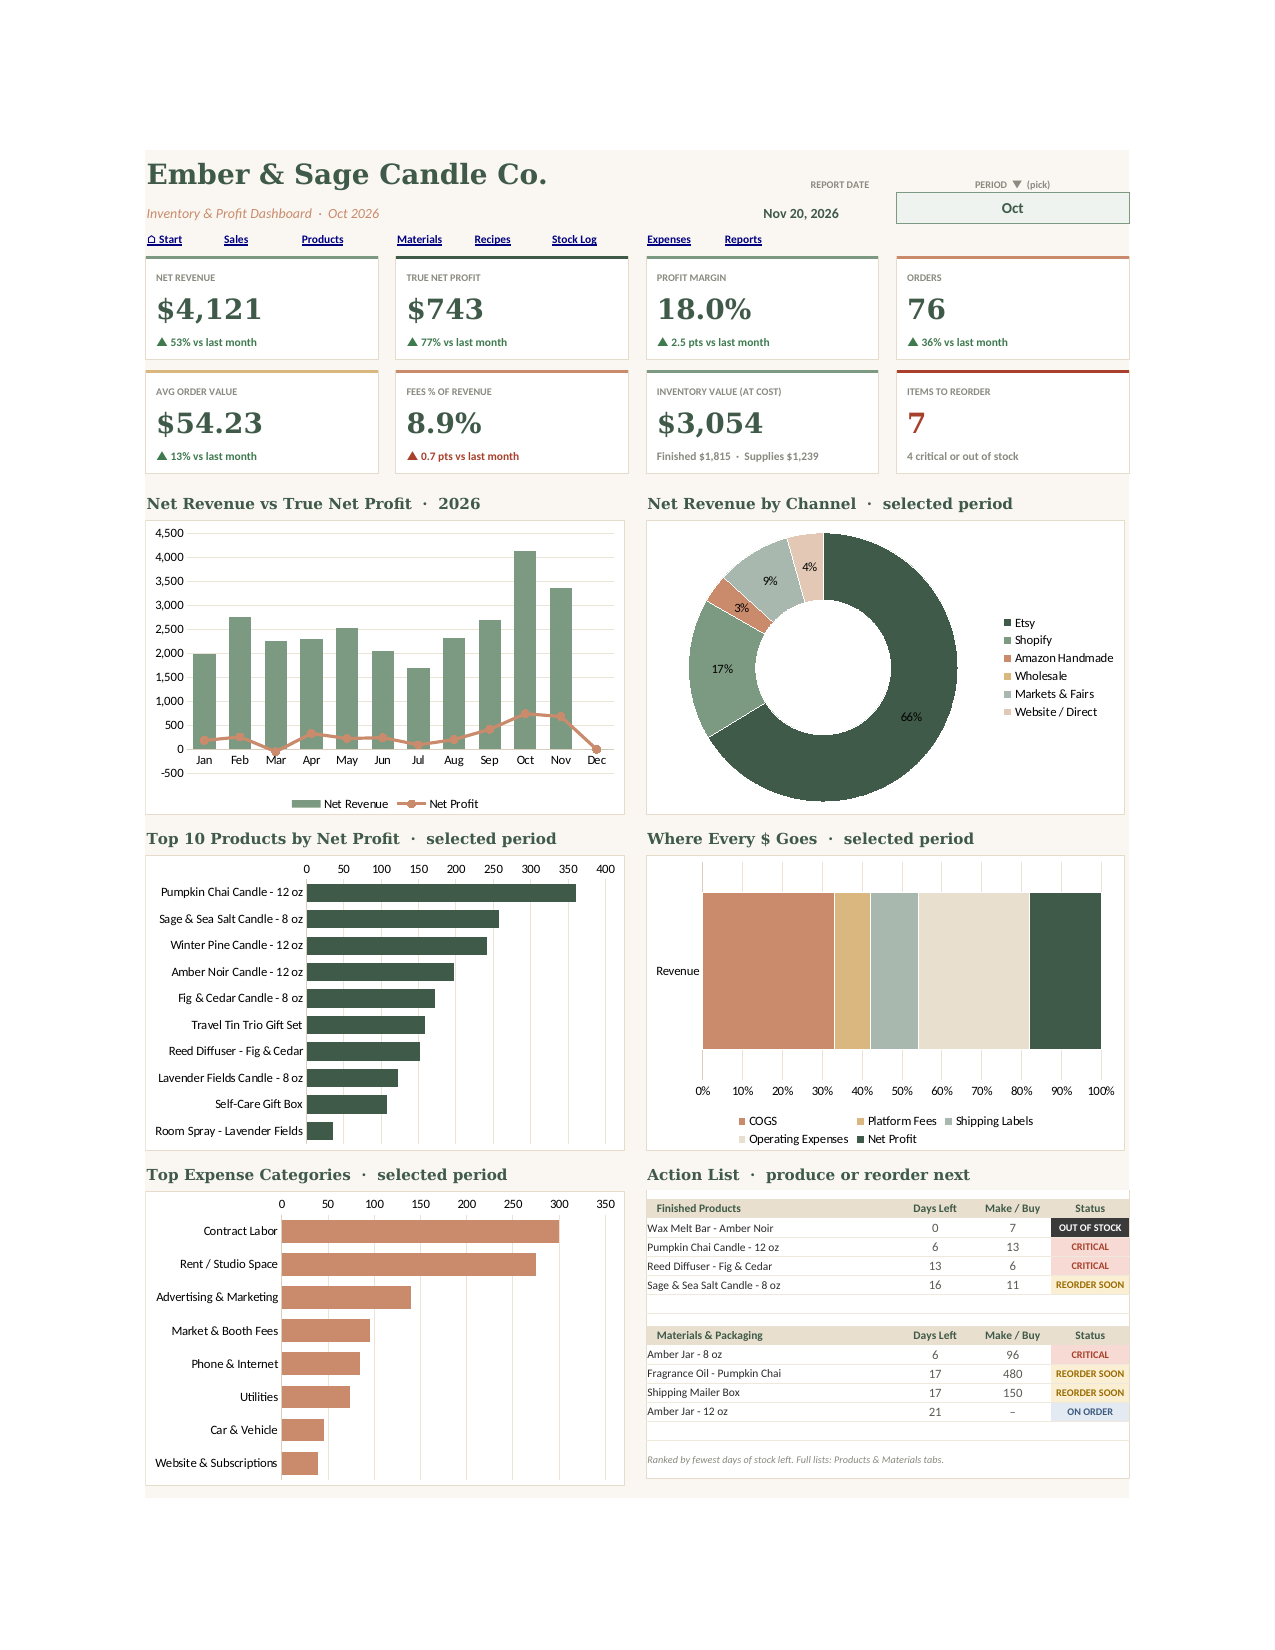 Ember & Sage Candle Co.
REPORT DATE
PERIOD ▼ (pick)
Inventory & Profit Dashboard · Oct 2026
Nov 20, 2026
Oct
⌂ Start Sales Products Materials Recipes Stock Log Expenses Reports
NET REVENUE
$4,121
▲ 53% vs last month
TRUE NET PROFIT
$743
▲ 77% vs last month
PROFIT MARGIN
18.0%
▲ 2.5 pts vs last month
ORDERS
76
▲ 36% vs last month
AVG ORDER VALUE
$54.23
▲ 13% vs last month
FEES % OF REVENUE
8.9%
▲ 0.7 pts vs last month
INVENTORY VALUE (AT COST)
$3,054
Finished $1,815 · Supplies $1,239
ITEMS TO REORDER
7
4 critical or out of stock
Net Revenue vs True Net Profit · 2026
4,500
4,000
3,500
3,000
2,500
2,000
1,500
1,000
500
0
-500
Jan Feb Mar Apr May Jun Jul Aug Sep Oct Nov Dec
Net Revenue Net Profit
Net Revenue by Channel · selected period
4%
9%
3%
17%
66%
Etsy
Shopify
Amazon Handmade
Wholesale
Markets & Fairs
Website / Direct
Top 10 Products by Net Profit · selected period
0 50 100 150 200 250 300 350 400
Pumpkin Chai Candle - 12 oz
Sage & Sea Salt Candle - 8 oz
Winter Pine Candle - 12 oz
Amber Noir Candle - 12 oz
Fig & Cedar Candle - 8 oz
Travel Tin Trio Gift Set
Reed Diffuser - Fig & Cedar
Lavender Fields Candle - 8 oz
Self-Care Gift Box
Room Spray - Lavender Fields
Where Every $ Goes · selected period
Revenue
0% 10% 20% 30% 40% 50% 60% 70% 80% 90% 100%
COGS Platform Fees Shipping Labels
Operating Expenses Net Profit
Top Expense Categories · selected period
0 50 100 150 200 250 300 350
Contract Labor
Rent / Studio Space
Advertising & Marketing
Market & Booth Fees
Phone & Internet
Utilities
Car & Vehicle
Website & Subscriptions
Action List · produce or reorder next
Finished Products Days Left Make / Buy Status
Wax Melt Bar - Amber Noir 0 7 OUT OF STOCK
Pumpkin Chai Candle - 12 oz 6 13 CRITICAL
Reed Diffuser - Fig & Cedar 13 6 CRITICAL
Sage & Sea Salt Candle - 8 oz 16 11 REORDER SOON
Materials & Packaging Days Left Make / Buy Status
Amber Jar - 8 oz 6 96 CRITICAL
Fragrance Oil - Pumpkin Chai 17 480 REORDER SOON
Shipping Mailer Box 17 150 REORDER SOON
Amber Jar - 12 oz 21 – ON ORDER
Ranked by fewest days of stock left. Full lists: Products & Materials tabs.